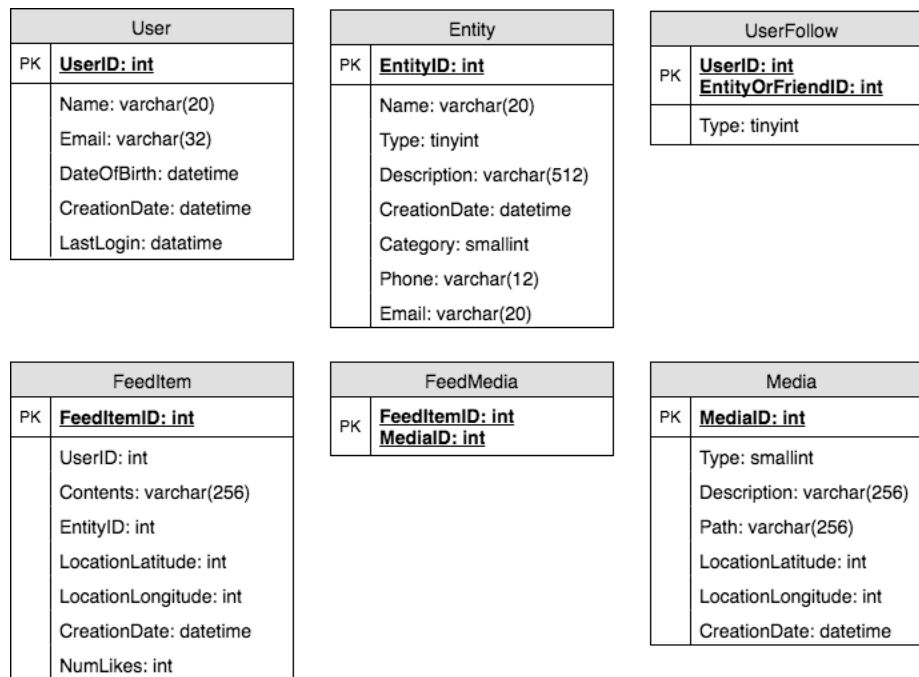 User
PK UserID: int
Name: varchar(20)
Email: varchar(32)
DateOfBirth: datetime
CreationDate: datetime
LastLogin: datatime
Entity
PK EntityID: int
Name: varchar(20)
Type: tinyint
Description: varchar(512)
CreationDate: datetime
Category: smallint
Phone: varchar(12)
Email: varchar(20)
UserFollow
PK UserID: int
EntityOrFriendID: int
Type: tinyint
FeedItem
PK FeedItemID: int
UserID: int
Contents: varchar(256)
EntityID: int
LocationLatitude: int
LocationLongitude: int
CreationDate: datetime
NumLikes: int
FeedMedia
PK FeedItemID: int
MediaID: int
Media
PK MediaID: int
Type: smallint
Description: varchar(256)
Path: varchar(256)
LocationLatitude: int
LocationLongitude: int
CreationDate: datetime